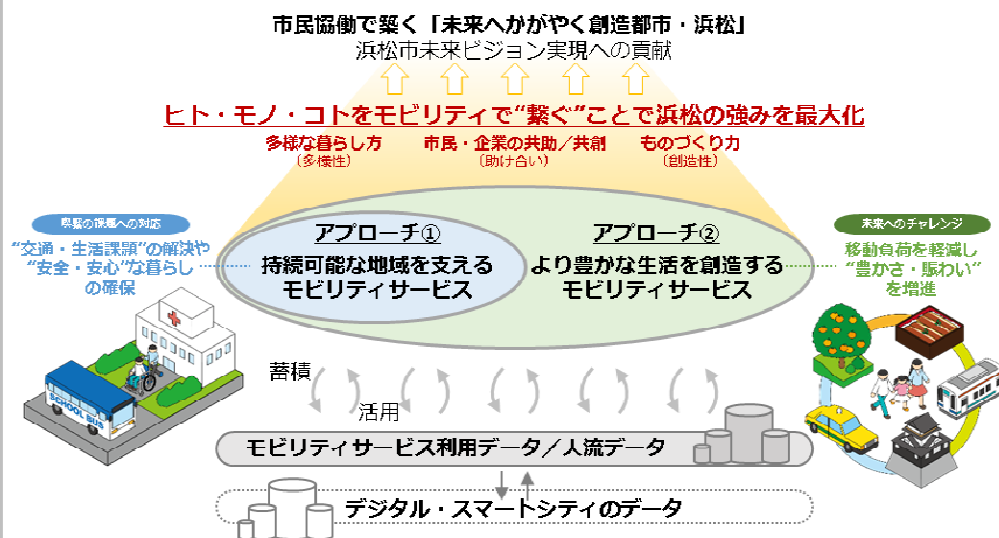 市民協働で築く「未来へかがやく創造都市・浜松」
浜松市未来ビジョン実現への貢献
ヒト・モノ・コトをモビリティで“繋ぐ”ことで浜松の強みを最大化
多様な暮らし方
（多様性）
市民・企業の共助／共創
（助け合い）
ものづくり力
（創造性）
喫緊の課題への対応
“交通・生活課題”の解決や
“安全・安心”な暮らし
の確保
アプローチ①
持続可能な地域を支える
モビリティサービス
アプローチ②
より豊かな生活を創造する
モビリティサービス
未来へのチャレンジ
移動負荷を軽減し
“豊かさ・賑わい”
を増進
SCHOOL BUS
蓄積
活用
モビリティサービス利用データ／人流データ
デジタル・スマートシティのデータ